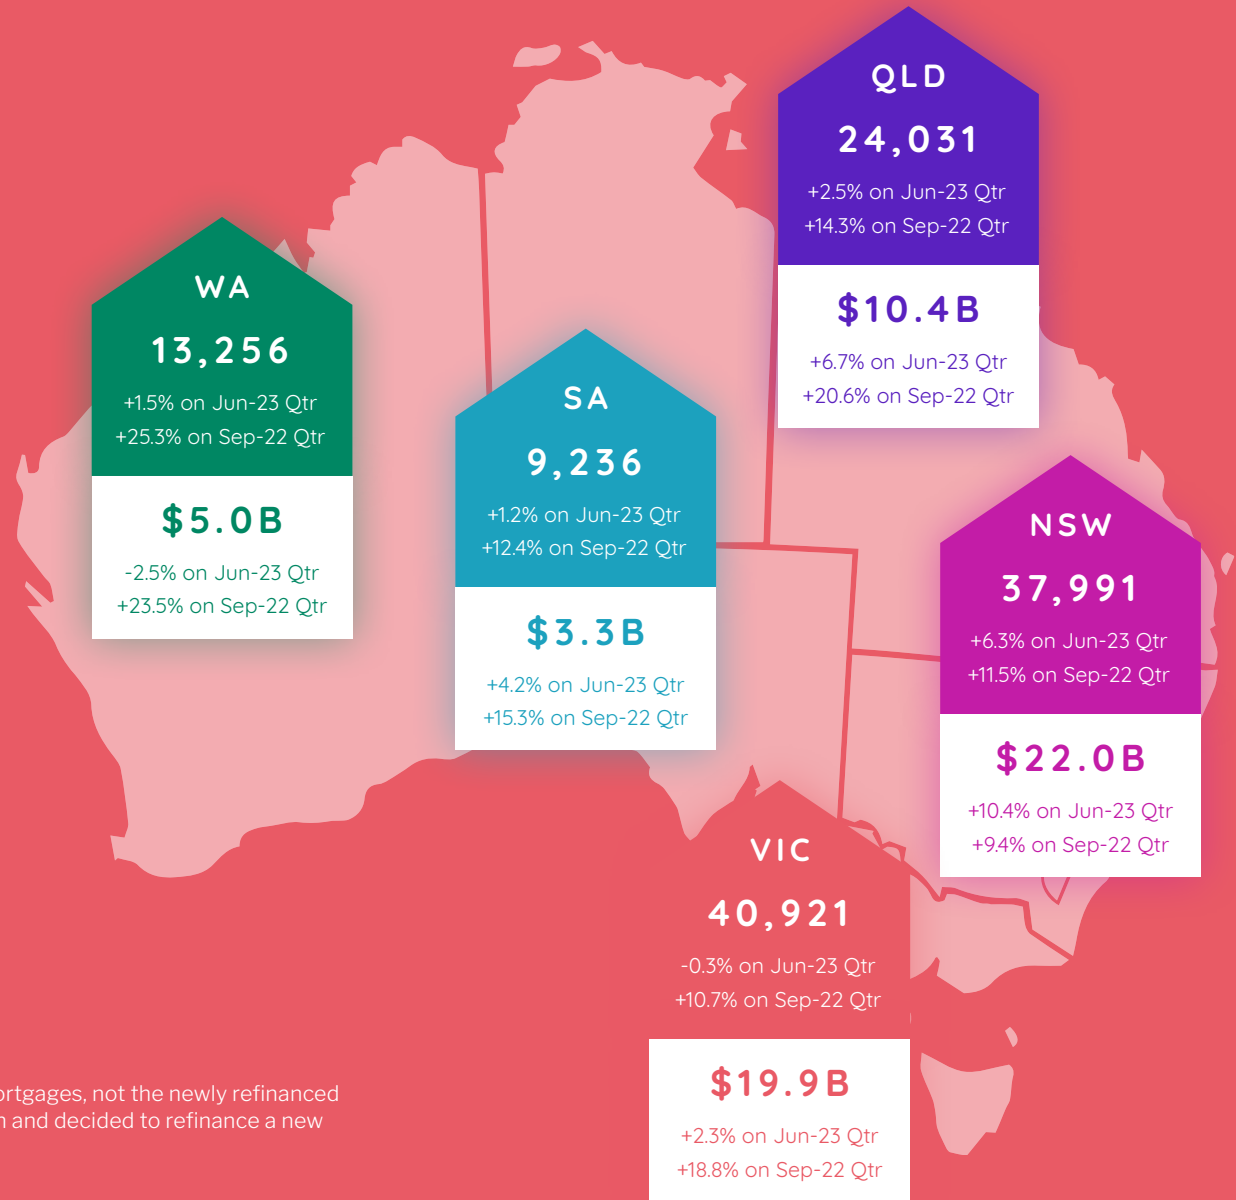 QLD
24,031
+2.5% on Jun-23 Qtr
+14.3% on Sep-22 Qtr
$10.4B
+6.7% on Jun-23 Qtr
+20.6% on Sep-22 Qtr
WA
13,256
+1.5% on Jun-23 Qtr
+25.3% on Sep-22 Qtr
$5.0B
-2.5% on Jun-23 Qtr
+23.5% on Sep-22 Qtr
SA
9,236
+1.2% on Jun-23 Qtr
+12.4% on Sep-22 Qtr
$3.3B
+4.2% on Jun-23 Qtr
+15.3% on Sep-22 Qtr
NSW
37,991
+6.3% on Jun-23 Qtr
+11.5% on Sep-22 Qtr
$22.0B
+10.4% on Jun-23 Qtr
+9.4% on Sep-22 Qtr
VIC
40,921
-0.3% on Jun-23 Qtr
+10.7% on Sep-22 Qtr
$19.9B
+2.3% on Jun-23 Qtr
+18.8% on Sep-22 Qtr
not the newly refinanced
and decided to refinance a new